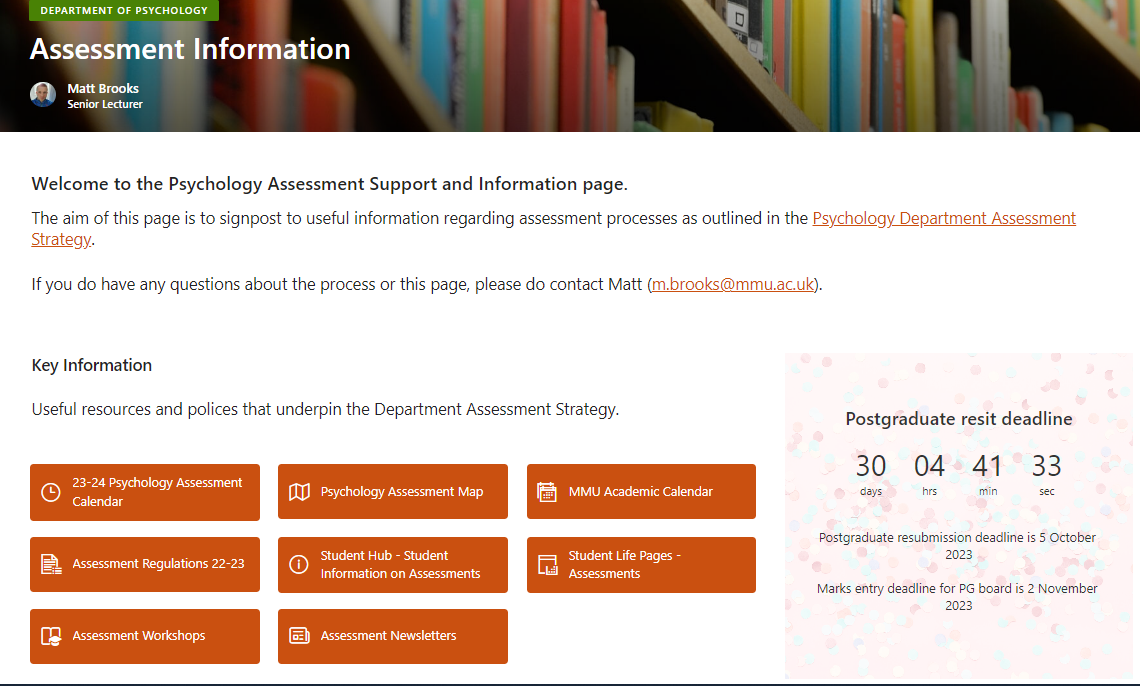 DEPARTMENT OF PSYCHOLOGY
Assessment Information
Matt Brooks
Senior Lecturer
Welcome to the Psychology Assessment Support and Information page.
The aim of this page is to signpost to useful information regarding assessment processes as outlined in the Psychology Department Assessment
Strategy.
If you do have any questions about the process or this page, please do contact Matt (m.brooks@mmu.ac.uk).
Key Information
Useful resources and polices that underpin the Department Assessment Strategy.
23-24 Psychology Assessment
Calendar
Psychology Assessment Map
MMU Academic Calendar
Assessment Regulations 22-23
Student Hub - Student
Information on Assessments
Student Life Pages -
Assessments
Assessment Workshops
Assessment Newsletters
Postgraduate resit deadline
30 04 41 33
days hrs min sec
Postgraduate resubmission deadline is 5 October
2023
Marks entry deadline for PG board is 2 November
2023